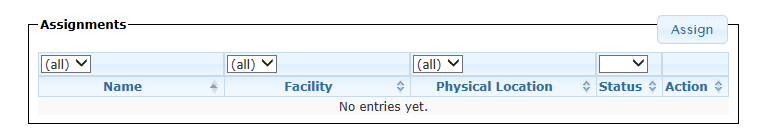 Assignments
Assign
(all) (all) (all)
Name Facility Physical Location Status Action
No entries yet.